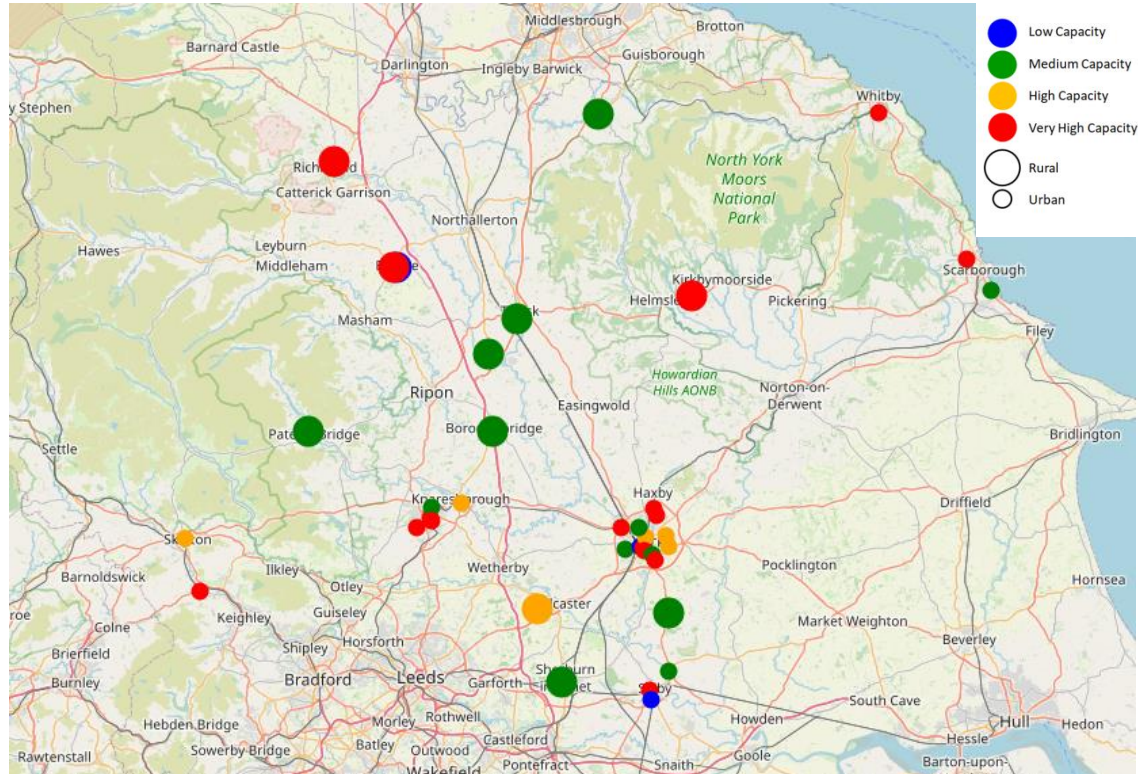 Low Capacity
Medium Capacity
High Capacity
Very High Capacity
Rural
Urban
Middlesbrough
Brotton
Barnard Castle
Darlington
Ingleby Barwick
Guisborough
Whitby
y Stephen
Catterick Garrison
North York
Moors
National
Park
Northallerton
Hawes
Leyburn
Middleham
Kirkbymoorside
Pickering
Scarborough
Masham
Filey
Ripon
Howardian
Hills AONB
Norton-on-
Derwent
Easingwold
Settle
Bridlington
Haxby
Driffield
Barnoldswick
Ilkley
Otley
Wetherby
Pocklington
Hornsea
roe
Colne
Keighley
Guiseley
Horsforth
Market Weighton
Beverley
Brierfield
Shipley
Burnley
Bradford
Leeds
Garforth
South Cave
Hebden Bridge
Morley
Rothwell
Howden
Hull
Hedon
Rawtenstall
Sowerby Bridge
Batley
Outwood
Castleford
Goole
Hessle
Wakefield
Pontefract
Snaith
Barton-upon-